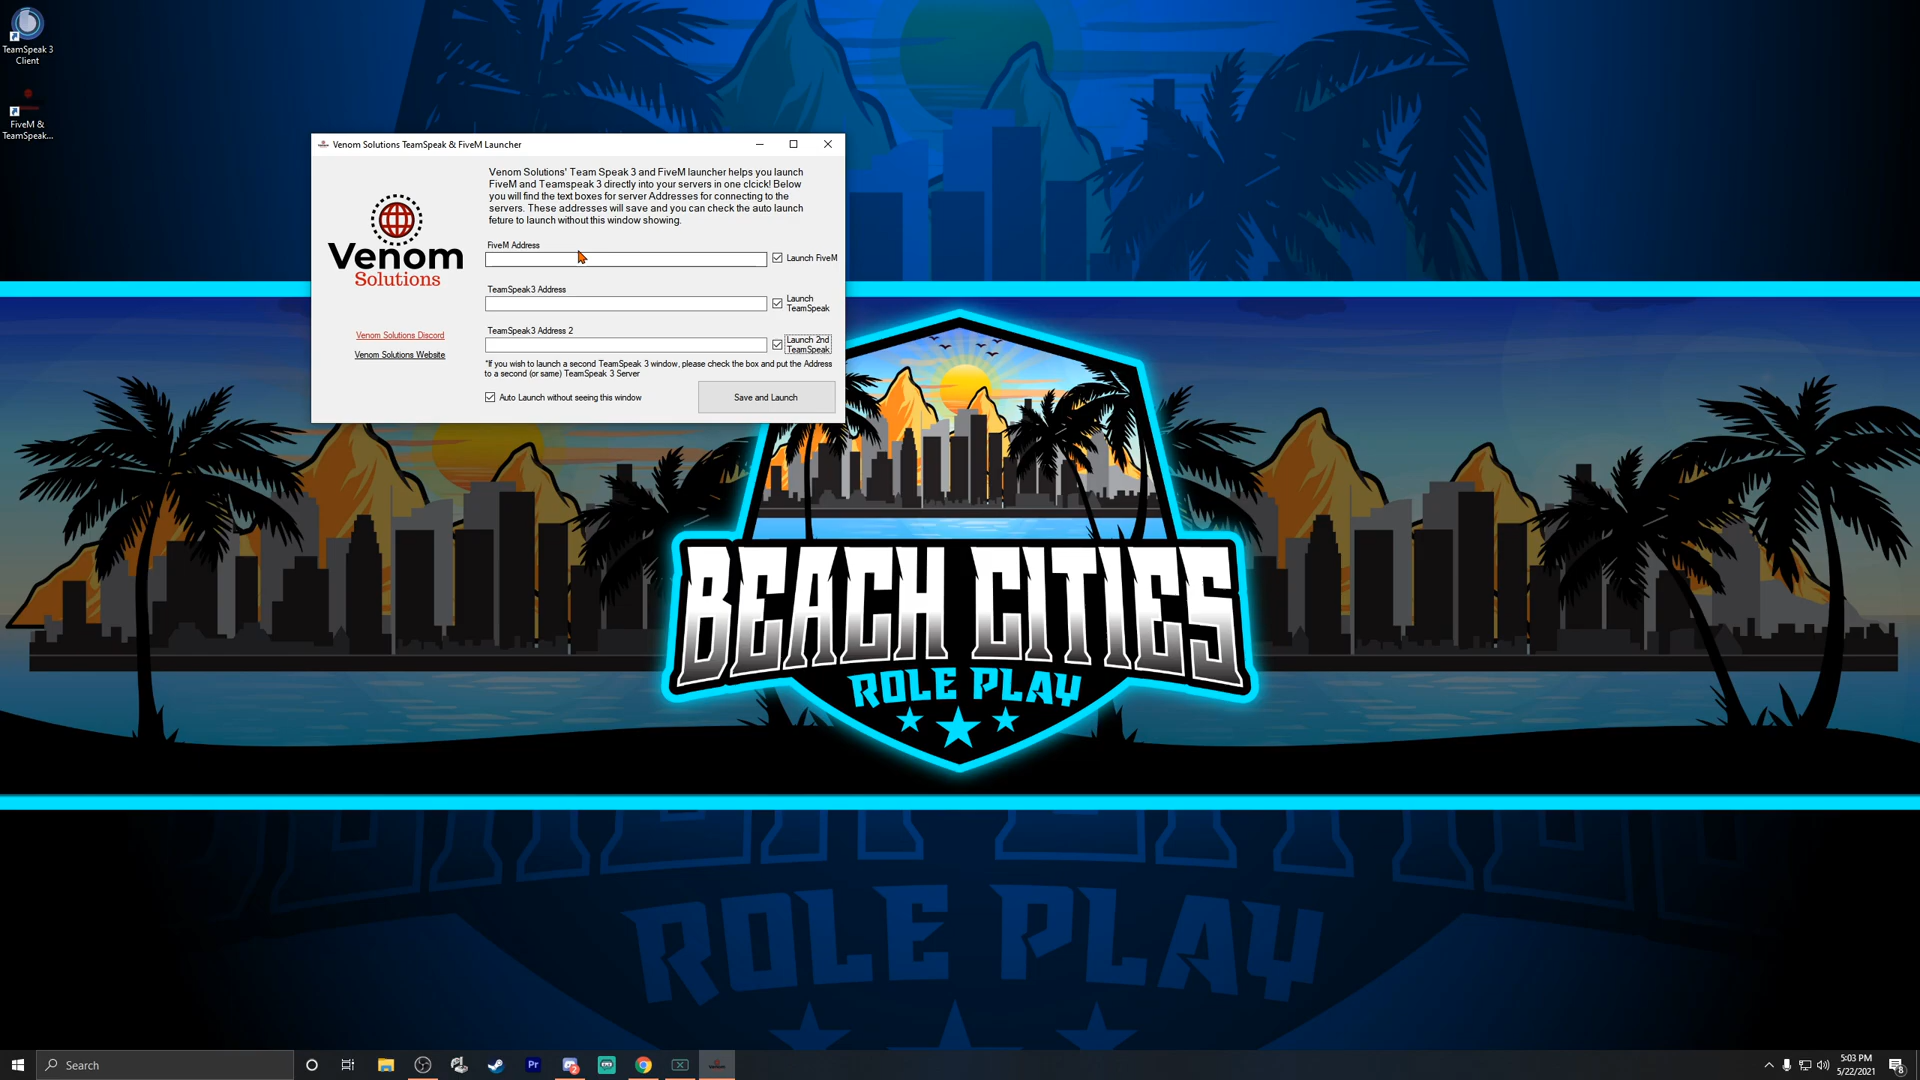 TeamSpeak 3
Client
FiveM &
TeamSpeak...
Venom Solutions TeamSpeak & FiveM Launcher
Venom Solutions' Team Speak 3 and FiveM launcher helps you launch
FiveM and Teamspeak 3 directly into your servers in one clcick! Below
you will find the text boxes for server Addresses for connecting to the
servers. These addresses will save and you can check the auto launch
feture to launch without this window showing.
Venom
Solutions
Venom Solutions Discord
Venom Solutions Website
FiveM Address
Launch FiveM
TeamSpeak3 Address
Launch
TeamSpeak
TeamSpeak3 Address 2
Launch 2nd
TeamSpeak
*If you wish to launch a second TeamSpeak 3 window, please check the box and put the Address
to a second (or same) TeamSpeak 3 Server
Auto Launch without seeing this window
Save and Launch
BEACH CITIES
ROLE PLAY
ROLE PLAY
Search
Pr
2
5:03 PM
5/22/2021
8